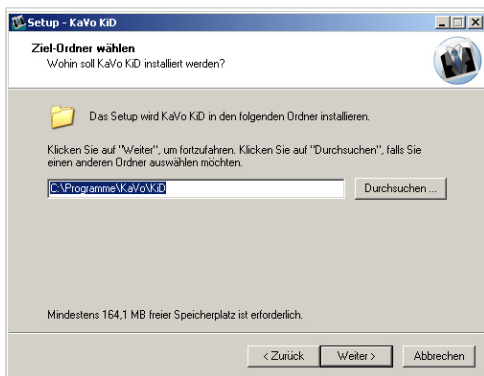 Setup - KaVo KiD
Ziel-Ordner wählen
Wohin soll KaVo KiD installiert werden?
Das Setup wird KaVo KiD in den folgenden Ordner installieren.
Klicken Sie auf "Weiter", um fortzufahren. Klicken Sie auf "Durchsuchen", falls Sie
einen anderen Ordner auswählen möchten.
C:\Programme\KaVo\KiD
Durchsuchen ...
Mindestens 164,1 MB freier Speicherplatz ist erforderlich.
< Zurück
Weiter >
Abbrechen